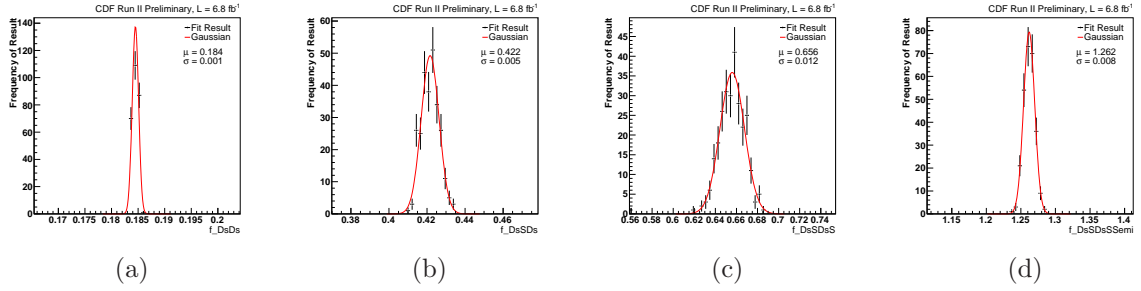 CDF Run II Preliminary, L = 6.8 fb⁻¹
Frequency of Result
140
120
100
80
60
40
20
0
Fit Result
Gaussian
μ = 0.184
σ = 0.001
0.17 0.175 0.18 0.185 0.19 0.195 0.2
f_DsDs
(a)
CDF Run II Preliminary, L = 6.8 fb⁻¹
Frequency of Result
60
50
40
30
20
10
0
Fit Result
Gaussian
μ = 0.422
σ = 0.005
0.38 0.4 0.42 0.44 0.46
f_DsSDs
(b)
CDF Run II Preliminary, L = 6.8 fb⁻¹
Frequency of Result
45
40
35
30
25
20
15
10
5
0
Fit Result
Gaussian
μ = 0.656
σ = 0.012
0.56 0.58 0.6 0.62 0.64 0.66 0.68 0.7 0.72 0.74
f_DsSDsS
(c)
CDF Run II Preliminary, L = 6.8 fb⁻¹
Frequency of Result
80
70
60
50
40
30
20
10
0
Fit Result
Gaussian
μ = 1.262
σ = 0.008
1.15 1.2 1.25 1.3 1.35 1.4
f_DsSDsSSemi
(d)